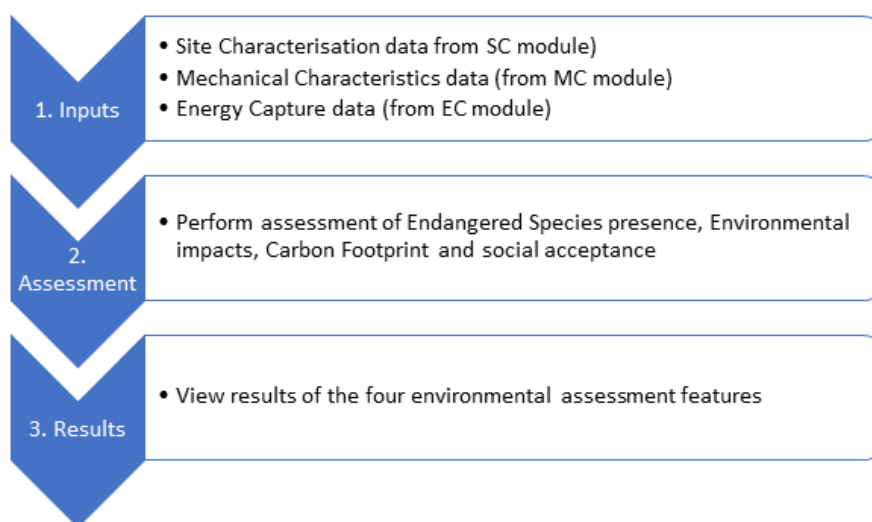 1. Inputs
• Site Characterisation data from SC module)
• Mechanical Characteristics data (from MC module)
• Energy Capture data (from EC module)
2.
Assessment
• Perform assessment of Endangered Species presence, Environmental
impacts, Carbon Footprint and social acceptance
3. Results
• View results of the four environmental assessment features